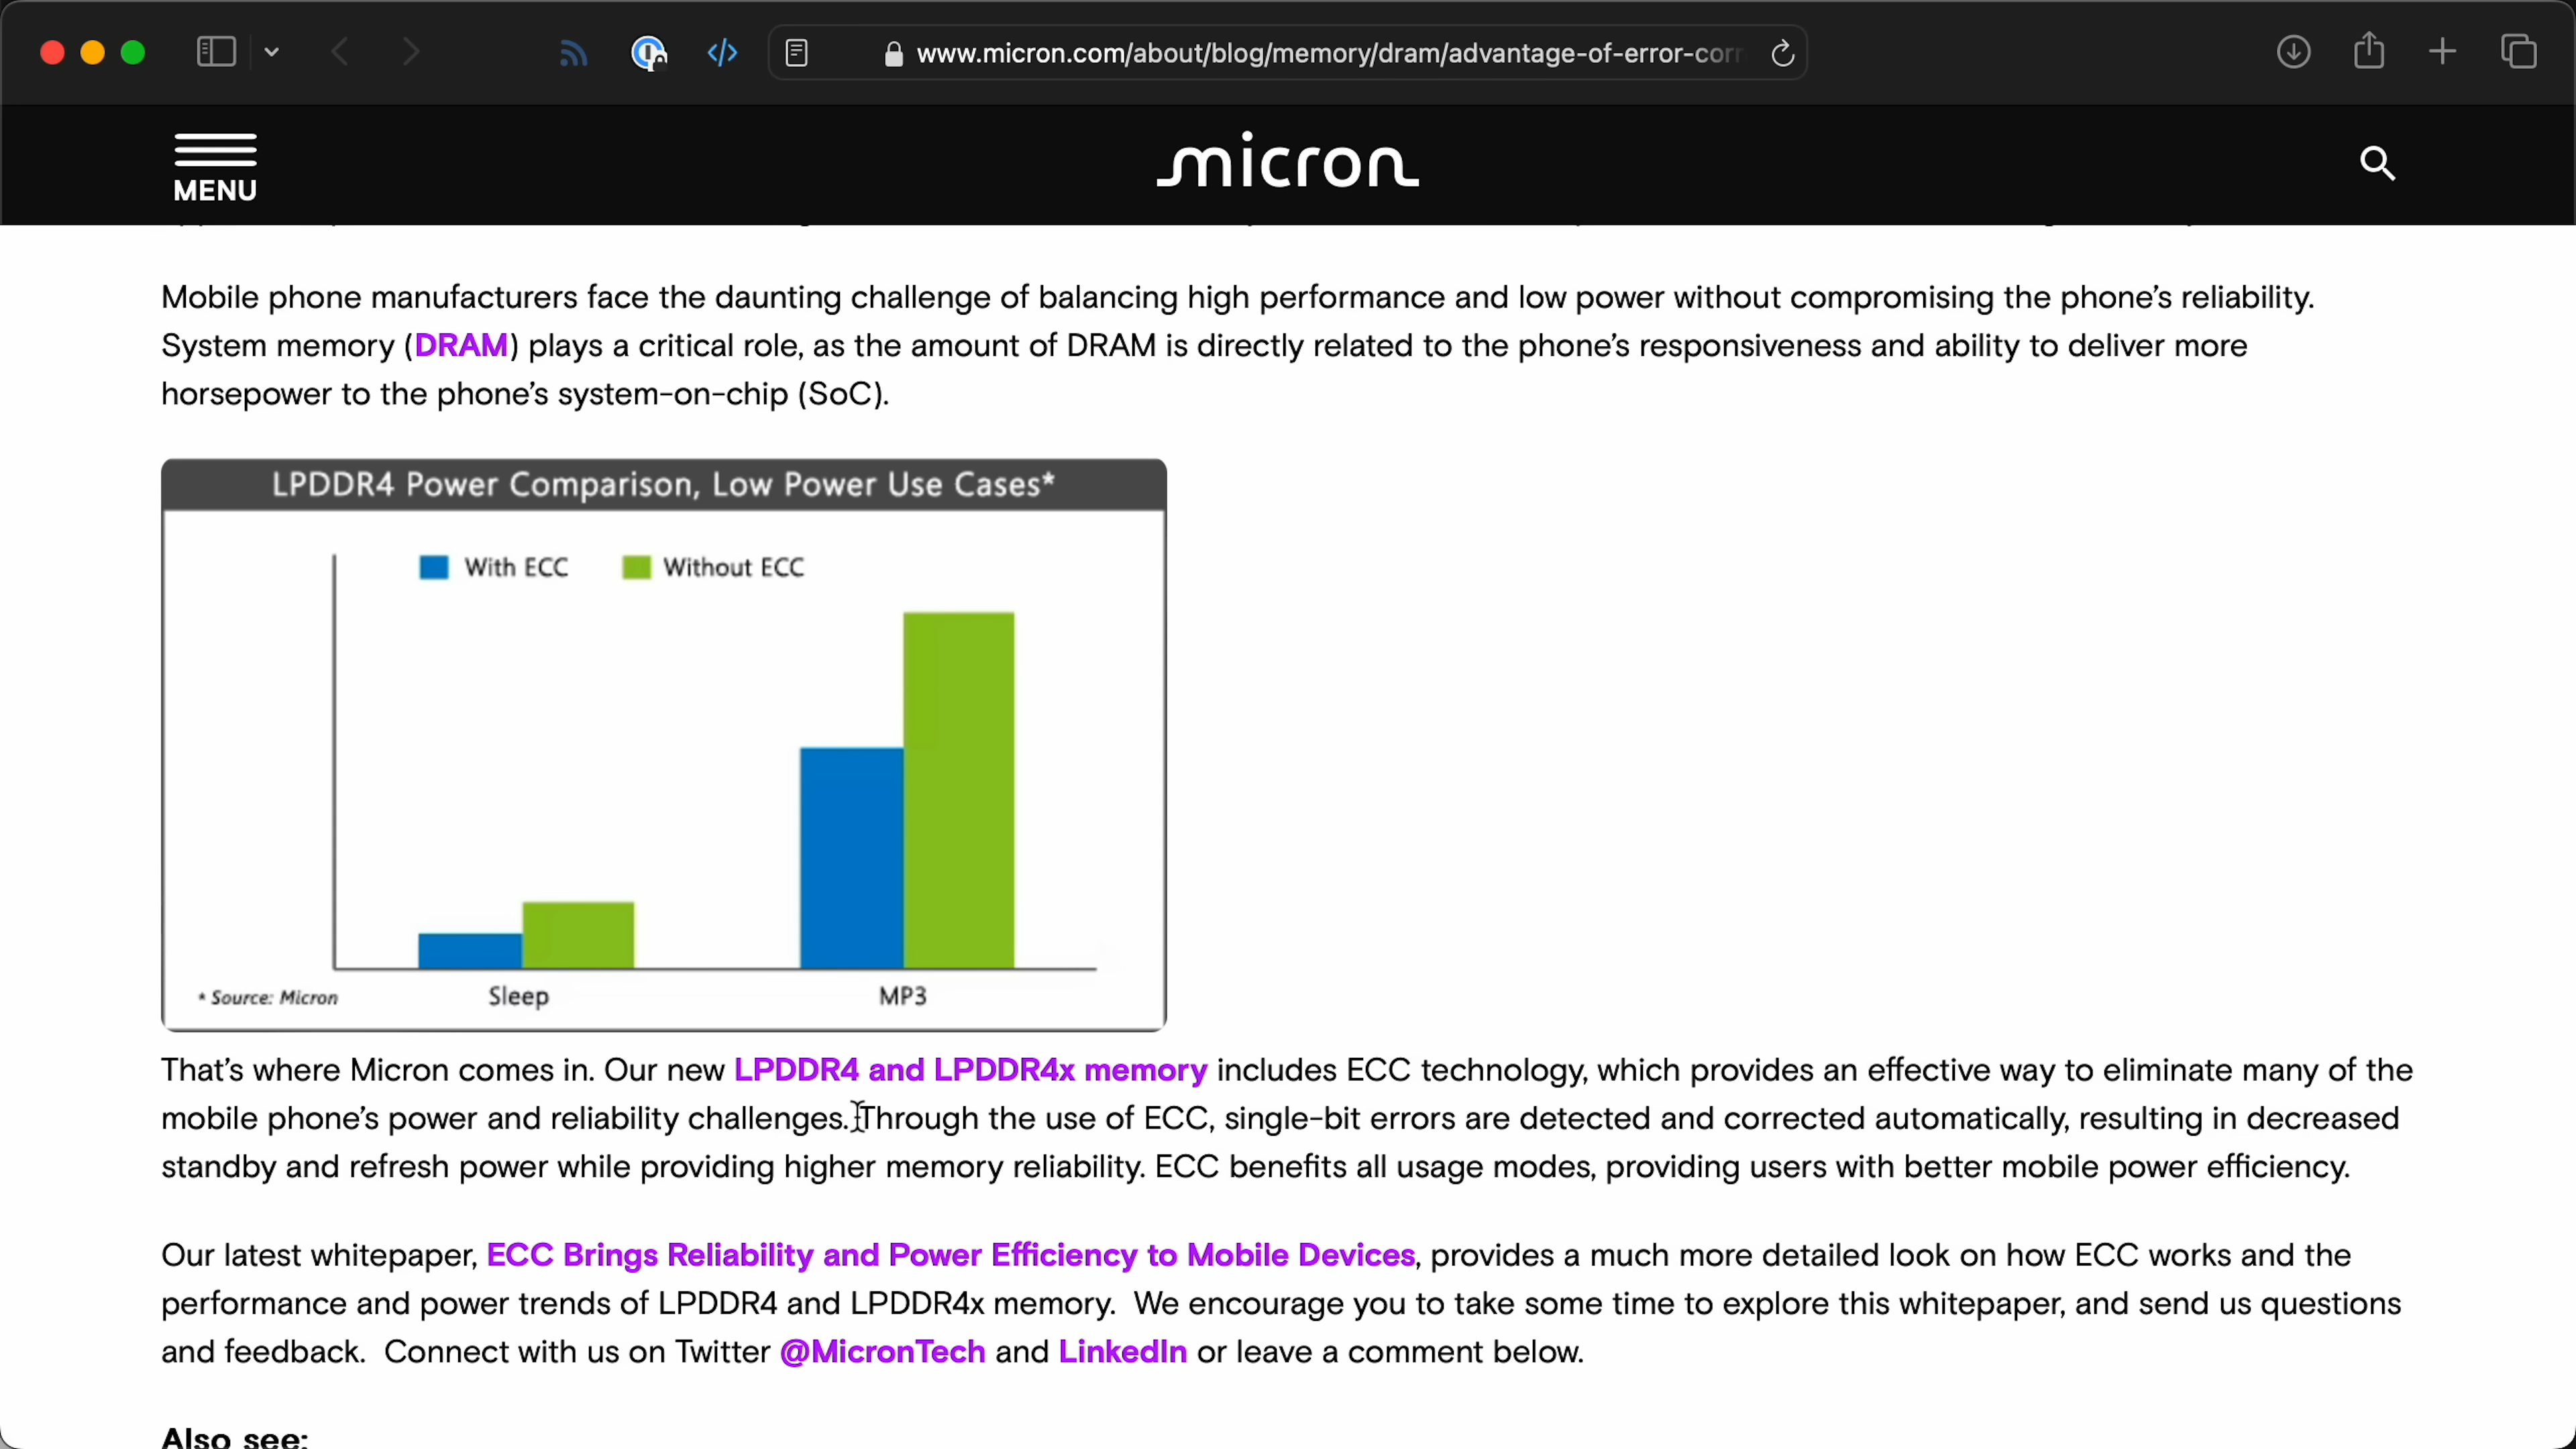 www.micron.com/about/blog/memory/dram/advantage-of-error-corr
MENU
micron
Mobile phone manufacturers face the daunting challenge of balancing high performance and low power without compromising the phone's reliability.
System memory (DRAM) plays a critical role, as the amount of DRAM is directly related to the phone's responsiveness and ability to deliver more
horsepower to the phone's system-on-chip (SoC).
LPDDR4 Power Comparison, Low Power Use Cases*
With ECC Without ECC
* Source: Micron Sleep MP3
That's where Micron comes in. Our new LPDDR4 and LPDDR4x memory includes ECC technology, which provides an effective way to eliminate many of the
mobile phone's power and reliability challenges. Through the use of ECC, single-bit errors are detected and corrected automatically, resulting in decreased
standby and refresh power while providing higher memory reliability. ECC benefits all usage modes, providing users with better mobile power efficiency.
Our latest whitepaper, ECC Brings Reliability and Power Efficiency to Mobile Devices, provides a much more detailed look on how ECC works and the
performance and power trends of LPDDR4 and LPDDR4x memory.  We encourage you to take some time to explore this whitepaper, and send us questions
and feedback.  Connect with us on Twitter @MicronTech and LinkedIn or leave a comment below.
Also see: